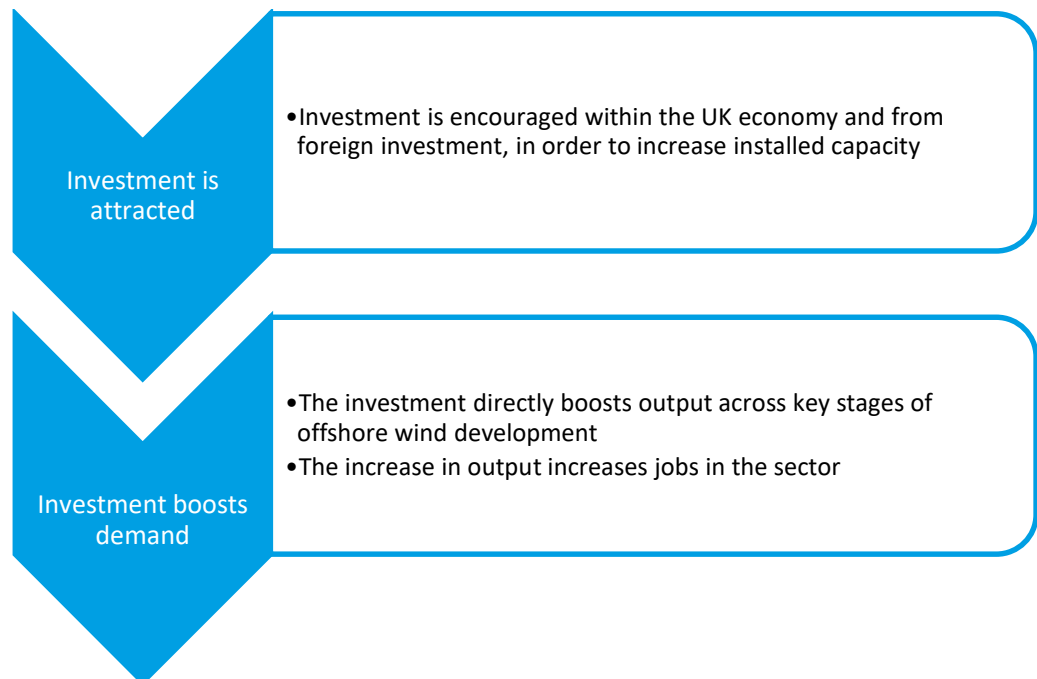 Investment is
attracted
•Investment is encouraged within the UK economy and from
foreign investment, in order to increase installed capacity
Investment boosts
demand
•The investment directly boosts output across key stages of
offshore wind development
•The increase in output increases jobs in the sector